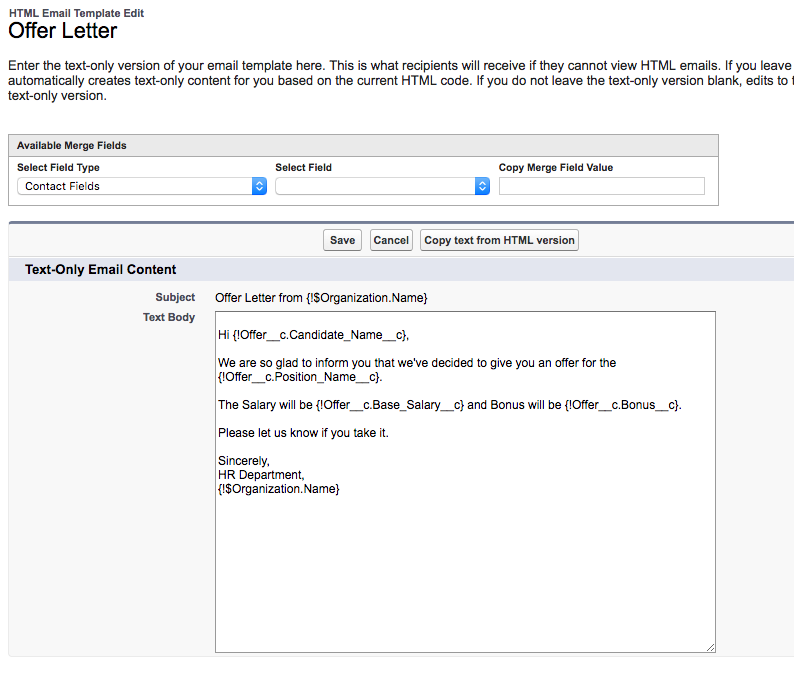 HTML Email Template Edit
Offer Letter
Enter the text-only version of your email template here. This is what recipients will receive if they cannot view HTML emails. If you leave
automatically creates text-only content for you based on the current HTML code. If you do not leave the text-only version blank, edits to
text-only version.
Available Merge Fields
Select Field Type Select Field Copy Merge Field Value
Contact Fields
Save Cancel Copy text from HTML version
Text-Only Email Content
Subject Offer Letter from {!$Organization.Name}
Text Body
Hi {!Offer__c.Candidate_Name__c},
We are so glad to inform you that we've decided to give you an offer for the
{!Offer__c.Position_Name__c}.
The Salary will be {!Offer__c.Base_Salary__c} and Bonus will be {!Offer__c.Bonus__c}.
Please let us know if you take it.
Sincerely,
HR Department,
{!$Organization.Name}